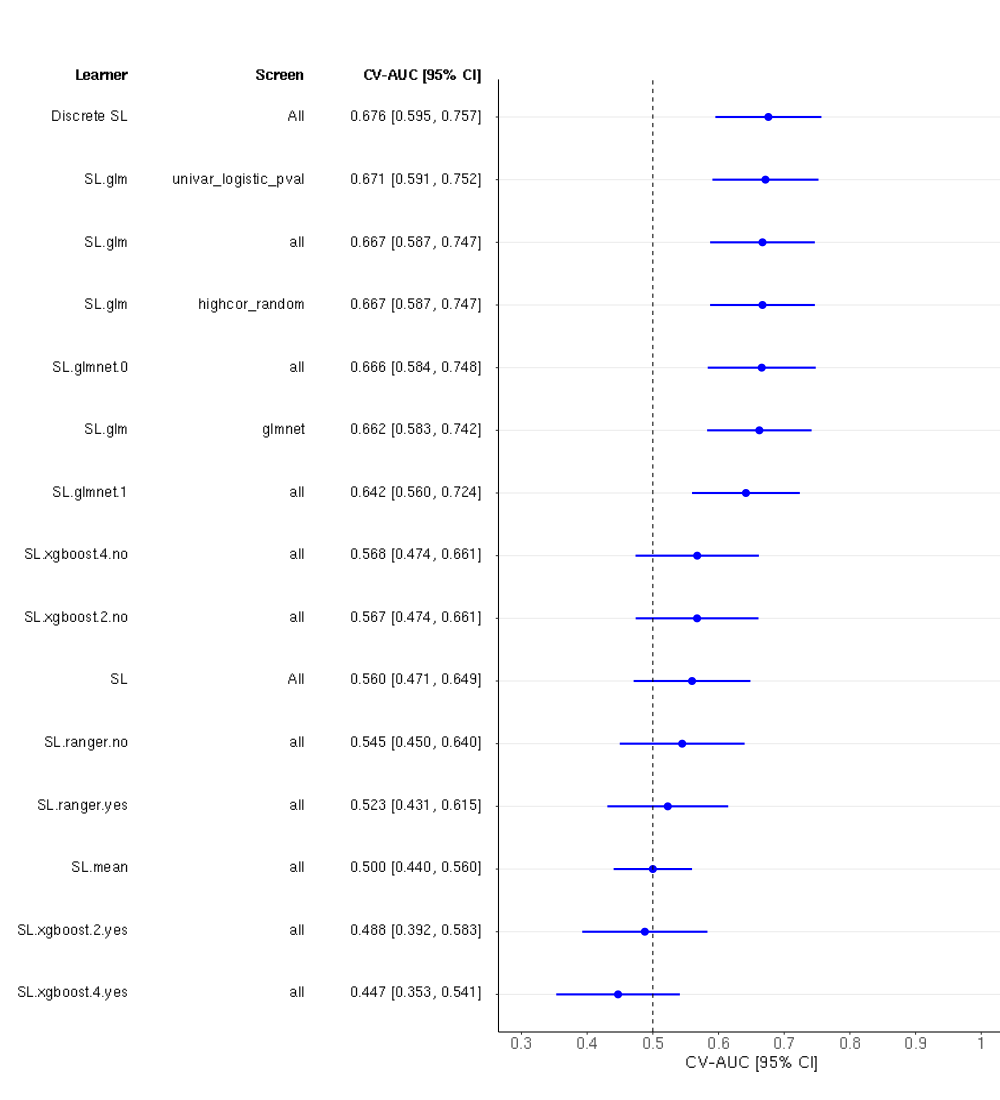 Learner Screen CV-AUC [95% CI]
Discrete SL All 0.676 [0.595, 0.757]
SL.glm univar_logistic_pval 0.671 [0.591, 0.752]
SL.glm all 0.667 [0.587, 0.747]
SL.glm highcor_random 0.667 [0.587, 0.747]
SL.glmnet.0 all 0.666 [0.584, 0.748]
SL.glm glmnet 0.662 [0.583, 0.742]
SL.glmnet.1 all 0.642 [0.560, 0.724]
SL.xgboost.4.no all 0.568 [0.474, 0.661]
SL.xgboost.2.no all 0.567 [0.474, 0.661]
SL All 0.560 [0.471, 0.649]
SL.ranger.no all 0.545 [0.450, 0.640]
SL.ranger.yes all 0.523 [0.431, 0.615]
SL.mean all 0.500 [0.440, 0.560]
SL.xgboost.2.yes all 0.488 [0.392, 0.583]
SL.xgboost.4.yes all 0.447 [0.353, 0.541]
0.3 0.4 0.5 0.6 0.7 0.8 0.9 1
CV-AUC [95% CI]